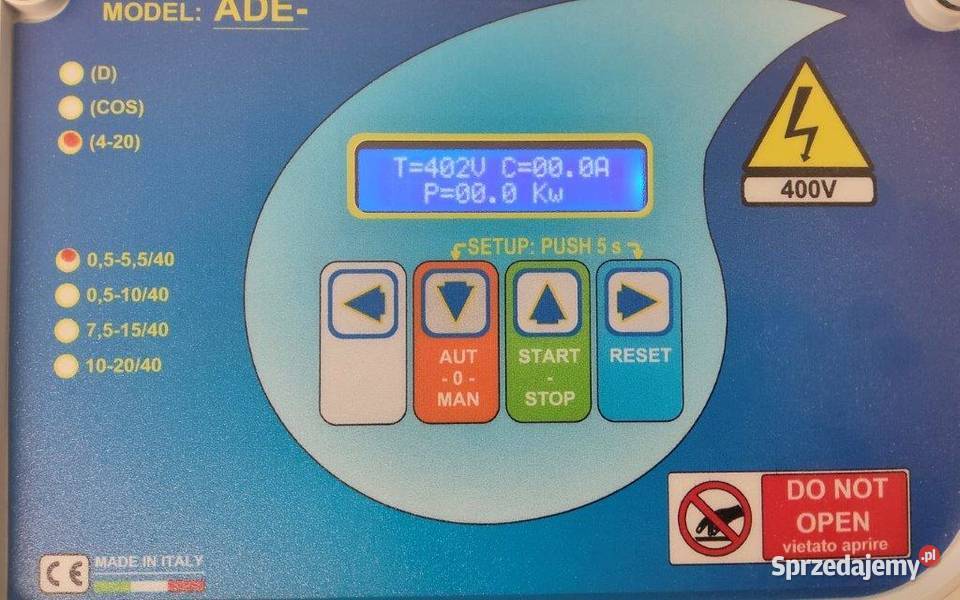 MODEL: ADE-
(D)
(COS)
(4-20)
T=402V C=00.0A
P=00.0 Kw
400V
SETUP: PUSH 5 s
0,5-5,5/40
0,5-10/40
7,5-15/40
10-20/40
AUT
- 0 -
MAN
START
-
STOP
RESET
DO NOT
OPEN
vietato aprire
CE
MADE IN ITALY
Sprzedajemy.pl